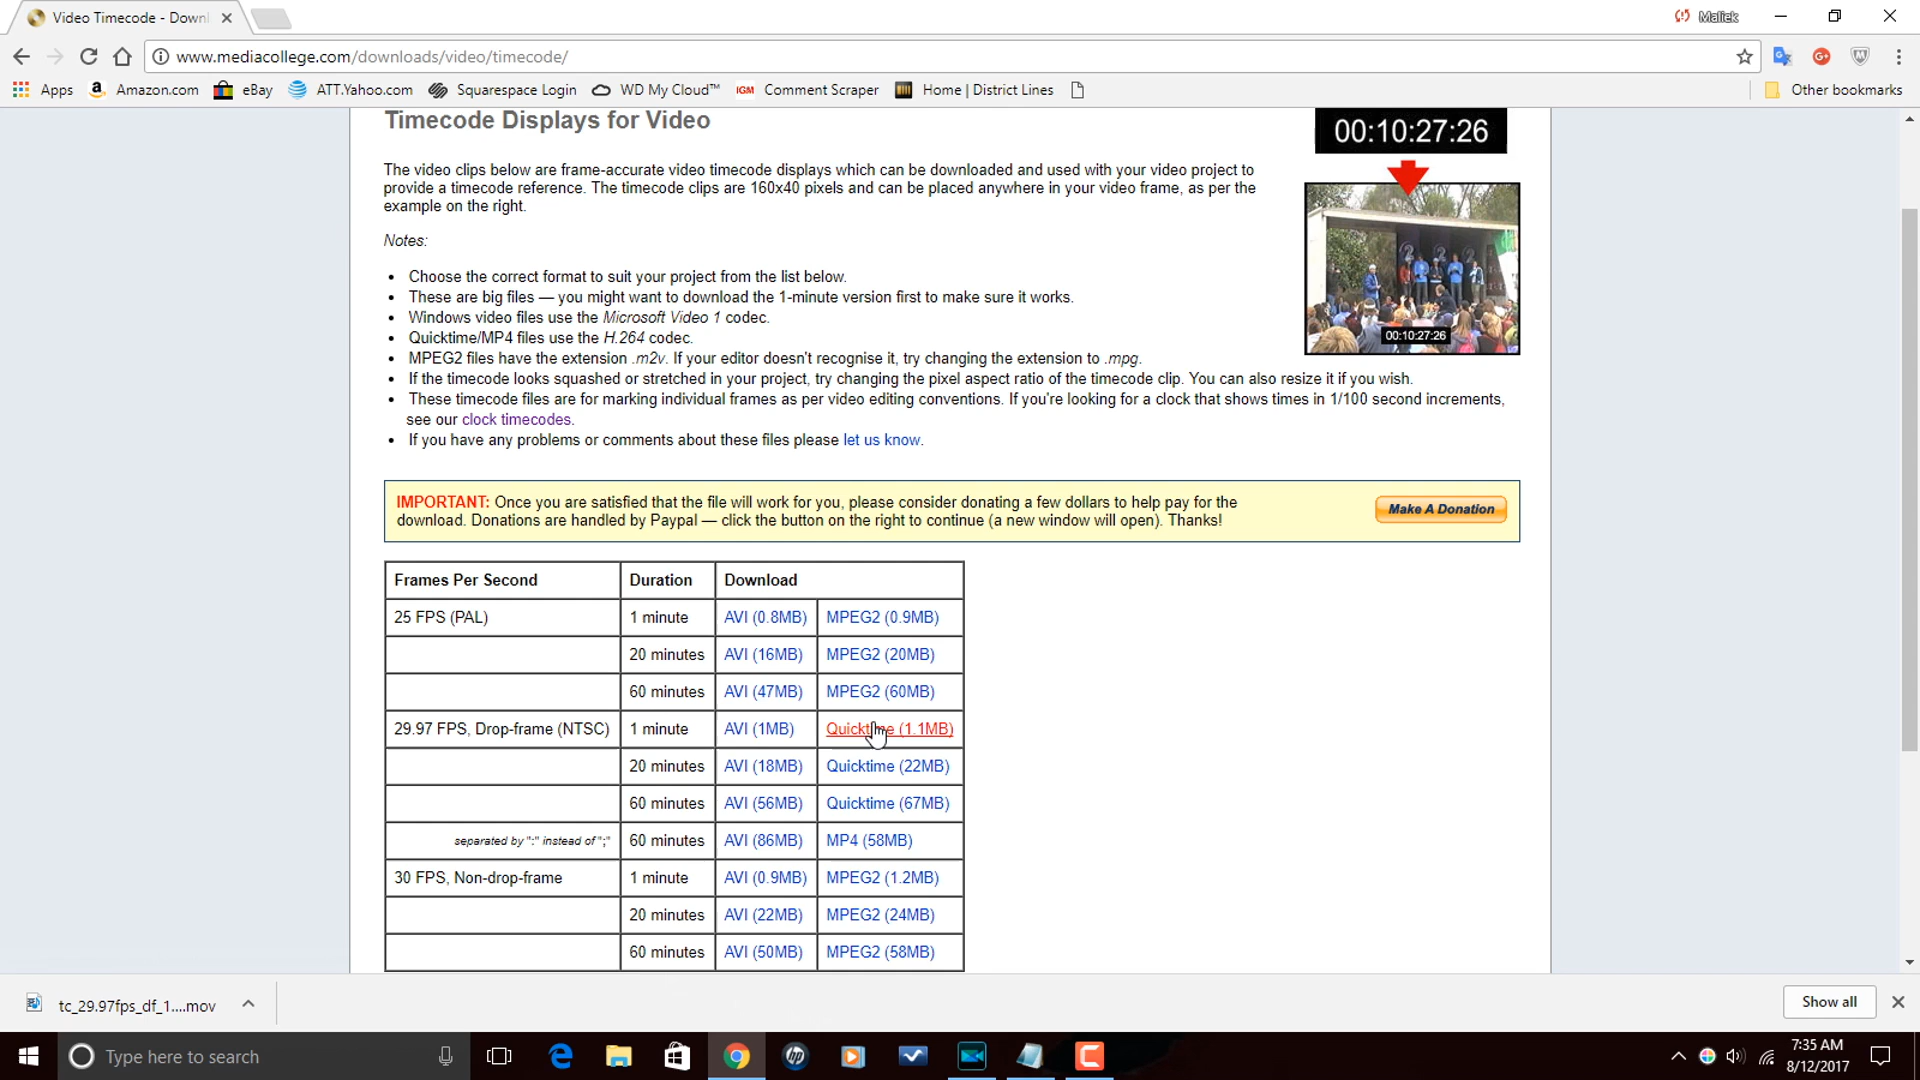 Video Timecode - Downl
Maliek
www.mediacollege.com/downloads/video/timecode/
Apps
Amazon.com
eBay
ATT.Yahoo.com
Squarespace Login
WD My Cloud™
IGM Comment Scraper
Home | District Lines
Other bookmarks
Timecode Displays for Video
00:10:27:26
The video clips below are frame-accurate video timecode displays which can be downloaded and used with your video project to
provide a timecode reference. The timecode clips are 160x40 pixels and can be placed anywhere in your video frame, as per the
example on the right.
00:10:27:26
Notes:
• Choose the correct format to suit your project from the list below.
• These are big files — you might want to download the 1-minute version first to make sure it works.
• Windows video files use the Microsoft Video 1 codec.
• Quicktime/MP4 files use the H.264 codec.
• MPEG2 files have the extension .m2v. If your editor doesn't recognise it, try changing the extension to .mpg.
• If the timecode looks squashed or stretched in your project, try changing the pixel aspect ratio of the timecode clip. You can also resize it if you wish.
• These timecode files are for marking individual frames as per video editing conventions. If you're looking for a clock that shows times in 1/100 second increments,
see our clock timecodes.
• If you have any problems or comments about these files please let us know.
IMPORTANT: Once you are satisfied that the file will work for you, please consider donating a few dollars to help pay for the
download. Donations are handled by Paypal — click the button on the right to continue (a new window will open). Thanks!
Make A Donation
Frames Per Second Duration Download
25 FPS (PAL) 1 minute AVI (0.8MB) MPEG2 (0.9MB)
20 minutes AVI (16MB) MPEG2 (20MB)
60 minutes AVI (47MB) MPEG2 (60MB)
29.97 FPS, Drop-frame (NTSC) 1 minute AVI (1MB) Quicktime (1.1MB)
20 minutes AVI (18MB) Quicktime (22MB)
60 minutes AVI (56MB) Quicktime (67MB)
separated by ":" instead of ";" 60 minutes AVI (86MB) MP4 (58MB)
30 FPS, Non-drop-frame 1 minute AVI (0.9MB) MPEG2 (1.2MB)
20 minutes AVI (22MB) MPEG2 (24MB)
60 minutes AVI (50MB) MPEG2 (58MB)
tc_29.97fps_df_1....mov
Show all
Type here to search
hp
7:35 AM
8/12/2017